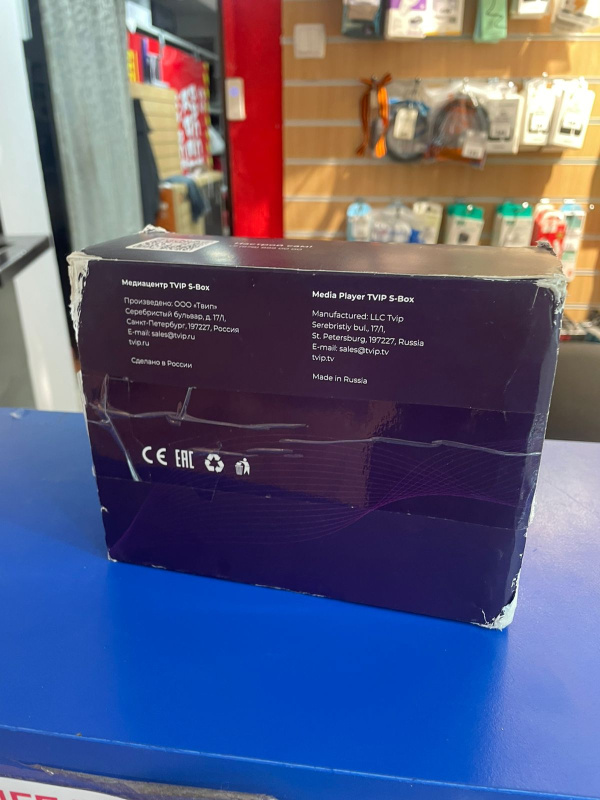 Медиацентр TVIP S-Box
Произведено: ООО «Твип»
Серебристый бульвар, д. 17/1,
Санкт-Петербург, 197227, Россия
E-mail: sales@tvip.ru
tvip.ru
Сделано в России
Media Player TVIP S-Box
Manufactured: LLC Tvip
Serebristiy bul., 17/1,
St. Petersburg, 197227, Russia
E-mail: sales@tvip.tv
tvip.tv
Made in Russia
CE EAC